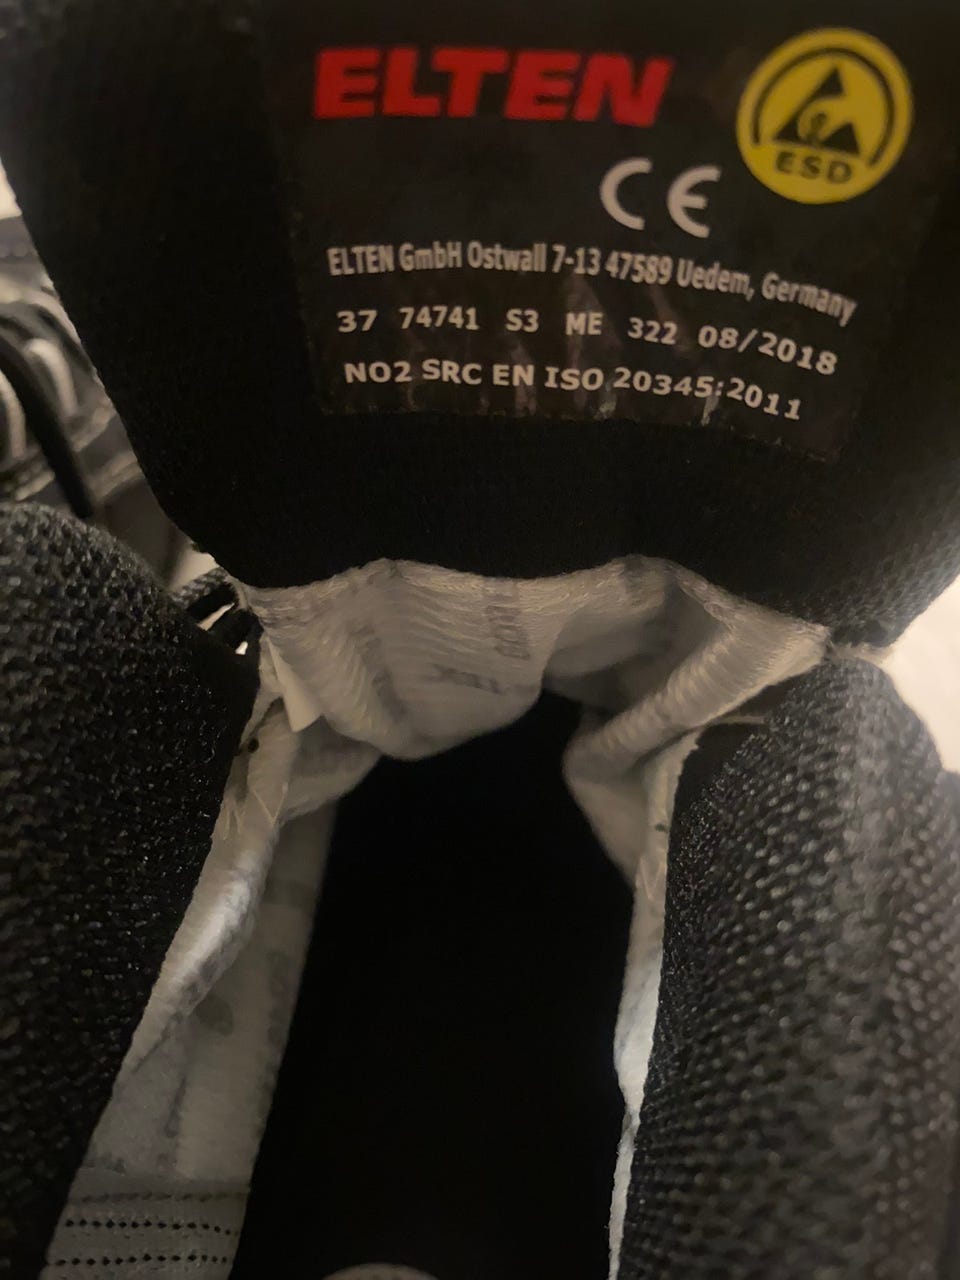 ELTEN
ESD
CE
ELTEN GmbH Ostwall 7-13 47589 Uedem, Germany
37 74741 S3 ME 322 08/2018
NO2 SRC EN ISO 20345:2011